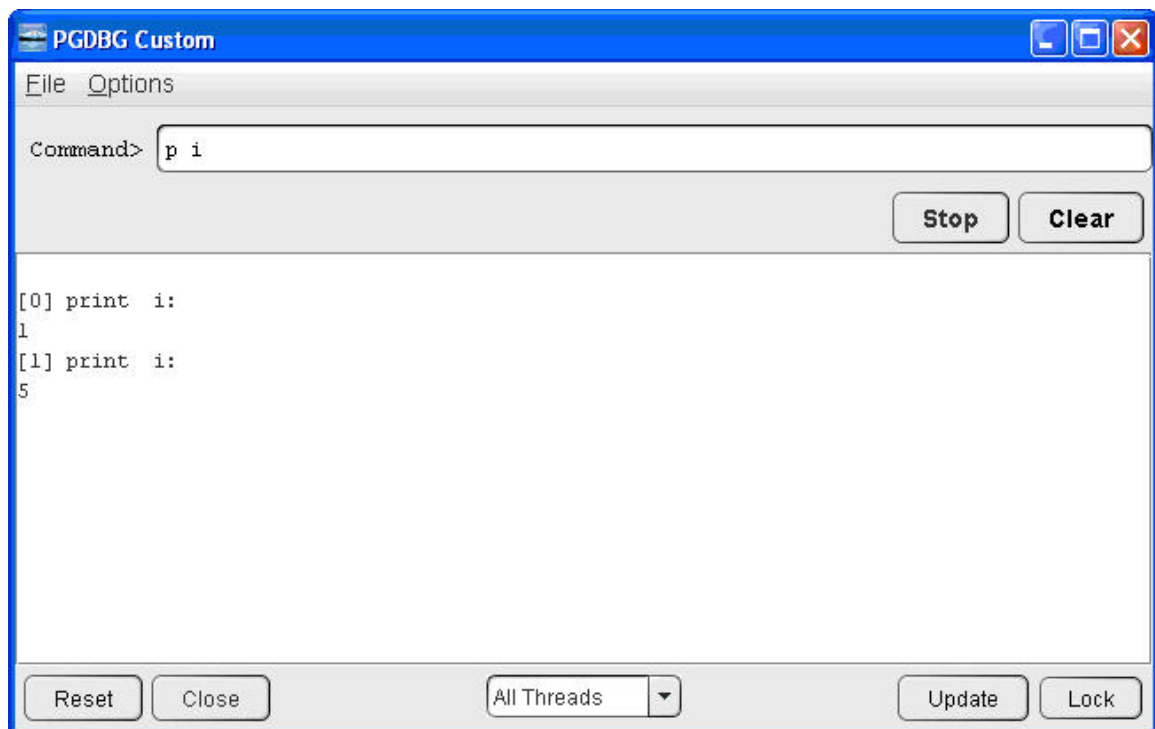 PGDBG Custom
File Options
Command> p i
Stop Clear
[0] print i:
1
[1] print i:
5
Reset Close All Threads Update Lock